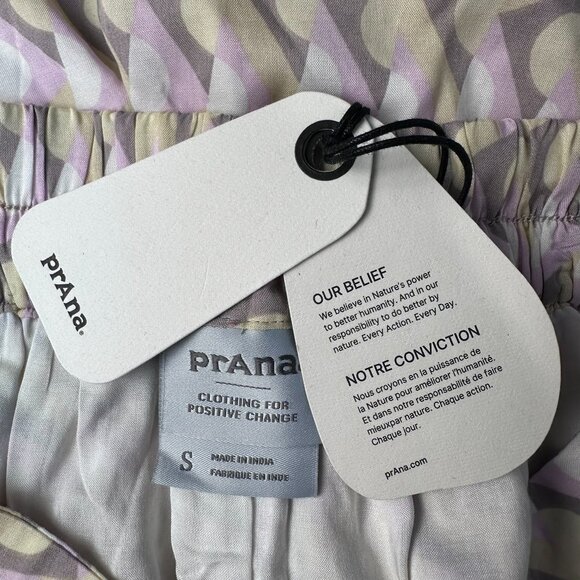 prAna.
OUR BELIEF
We believe in Nature's power
to better humanity. And in our
responsibility to do better by
nature. Every Action. Every Day.
NOTRE CONVICTION
Nous croyons en la puissance de
la Nature pour améliorer l'humanité.
Et dans notre responsabilité de faire
mieuxpar nature. Chaque action.
Chaque jour.
prAna.com
prAna
CLOTHING FOR
POSITIVE CHANGE
S
MADE IN INDIA
FABRIQUE EN INDE